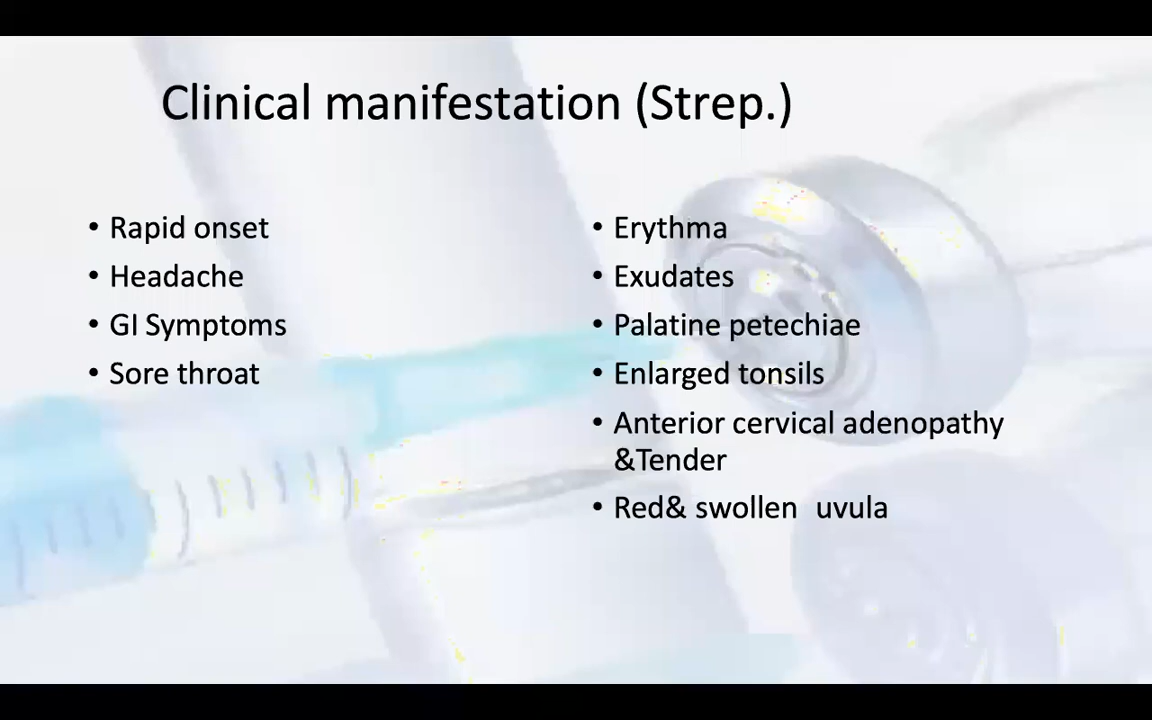 Clinical manifestation (Strep.)
• Rapid onset
• Headache
• GI Symptoms
• Sore throat
• Erythma
• Exudates
• Palatine petechiae
• Enlarged tonsils
• Anterior cervical adenopathy
&Tender
• Red& swollen  uvula